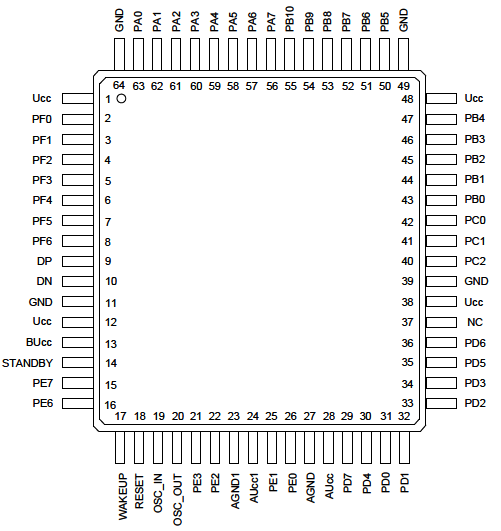 GND PA0 PA1 PA2 PA3 PA4 PA5 PA6 PA7 PB10 PB9 PB8 PB7 PB6 PB5 GND
64 63 62 61 60 59 58 57 56 55 54 53 52 51 50 49
Ucc 1 48 Ucc
PF0 2 47 PB4
PF1 3 46 PB3
PF2 4 45 PB2
PF3 5 44 PB1
PF4 6 43 PB0
PF5 7 42 PC0
PF6 8 41 PC1
DP 9 40 PC2
DN 10 39 GND
GND 11 38 Ucc
Ucc 12 37 NC
BUcc 13 36 PD6
STANDBY 14 35 PD5
PE7 15 34 PD3
PE6 16 33 PD2
17 18 19 20 21 22 23 24 25 26 27 28 29 30 31 32
WAKEUP RESET OSC_IN OSC_OUT PE3 PE2 AGND1 AUcc1 PE1 PE0 AGND AUcc PD7 PD4 PD0 PD1